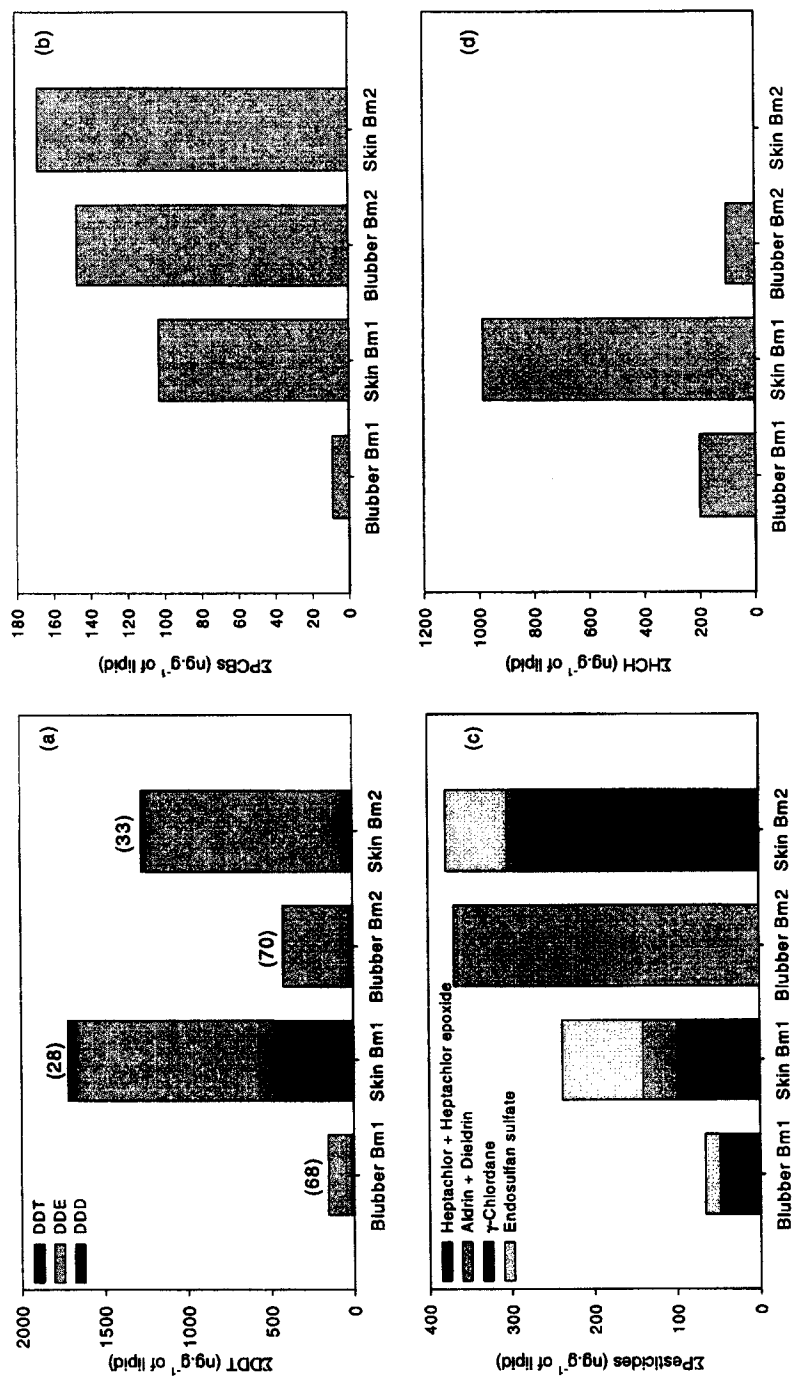 (a)
DDT
DDE
DDD
2000
1500
1000
500
0
ΣDDT (ng.g⁻¹ of lipid)
(68)
(28)
(70)
(33)
Blubber Bm1
Skin Bm1
Blubber Bm2
Skin Bm2
(b)
180
160
140
120
100
80
60
40
20
0
ΣPCBs (ng.g⁻¹ of lipid)
Blubber Bm1
Skin Bm1
Blubber Bm2
Skin Bm2
(c)
Heptachlor + Heptachlor epoxide
Aldrin + Dieldrin
γ-Chlordane
Endosulfan sulfate
400
300
200
100
0
ΣPesticides (ng.g⁻¹ of lipid)
Blubber Bm1
Skin Bm1
Blubber Bm2
Skin Bm2
(d)
1200
1000
800
600
400
200
0
ΣHCH (ng.g⁻¹ of lipid)
Blubber Bm1
Skin Bm1
Blubber Bm2
Skin Bm2